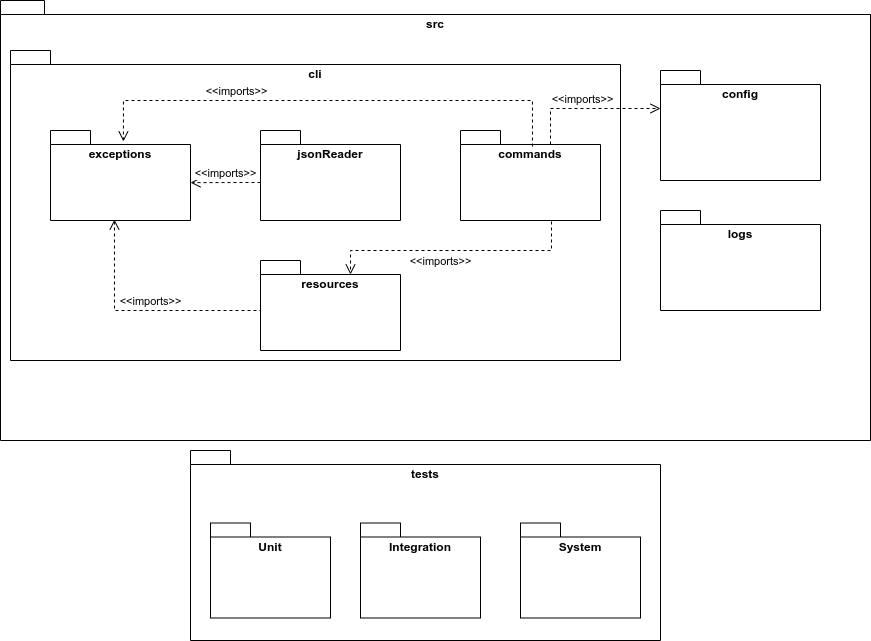 src
cli
<<imports>>
<<imports>>
config
exceptions
jsonReader
commands
<<imports>>
logs
<<imports>>
resources
<<imports>>
tests
Unit
Integration
System